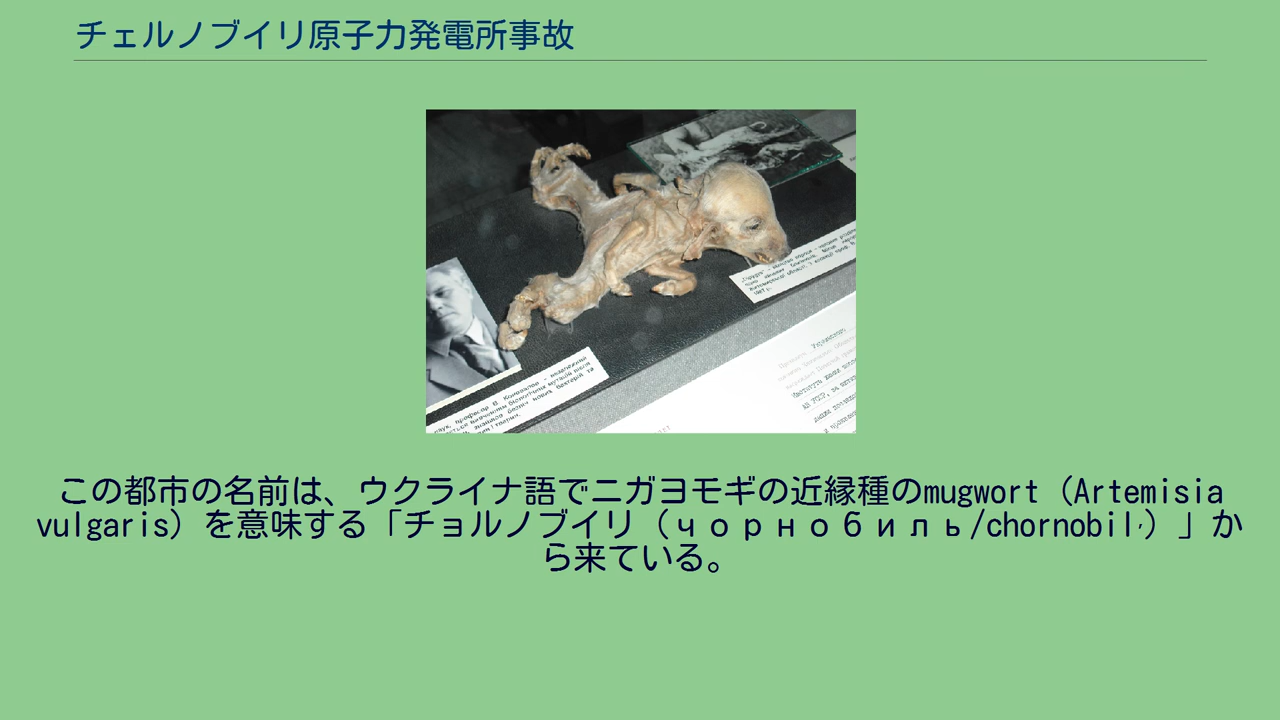 チェルノブイリ原子力発電所事故
この都市の名前は、ウクライナ語でニガヨモギの近縁種のmugwort（Artemisia
vulgaris）を意味する「チョルノブイリ（чорнобиль/chornobilʹ）」か
ら来ている。